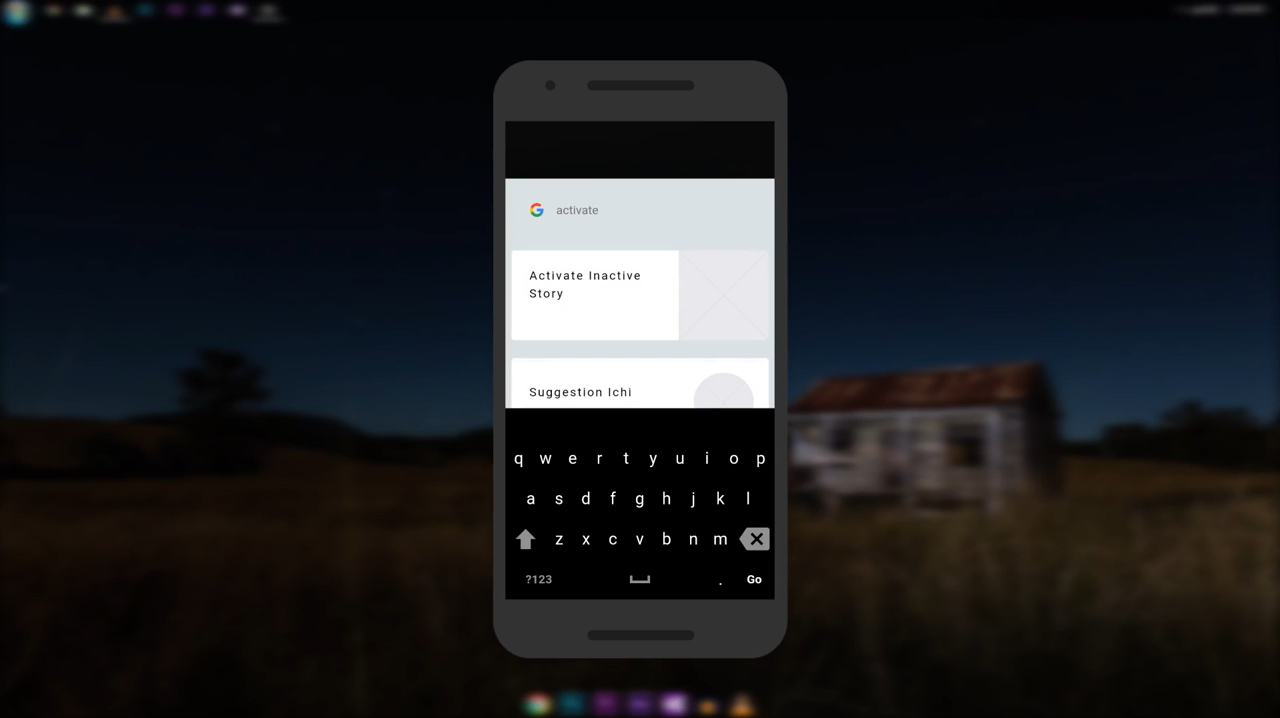 activate
Activate Inactive
Story
Suggestion Ichi
q w e r t y u i o p
a s d f g h j k l
z x c v b n m
?123 . Go